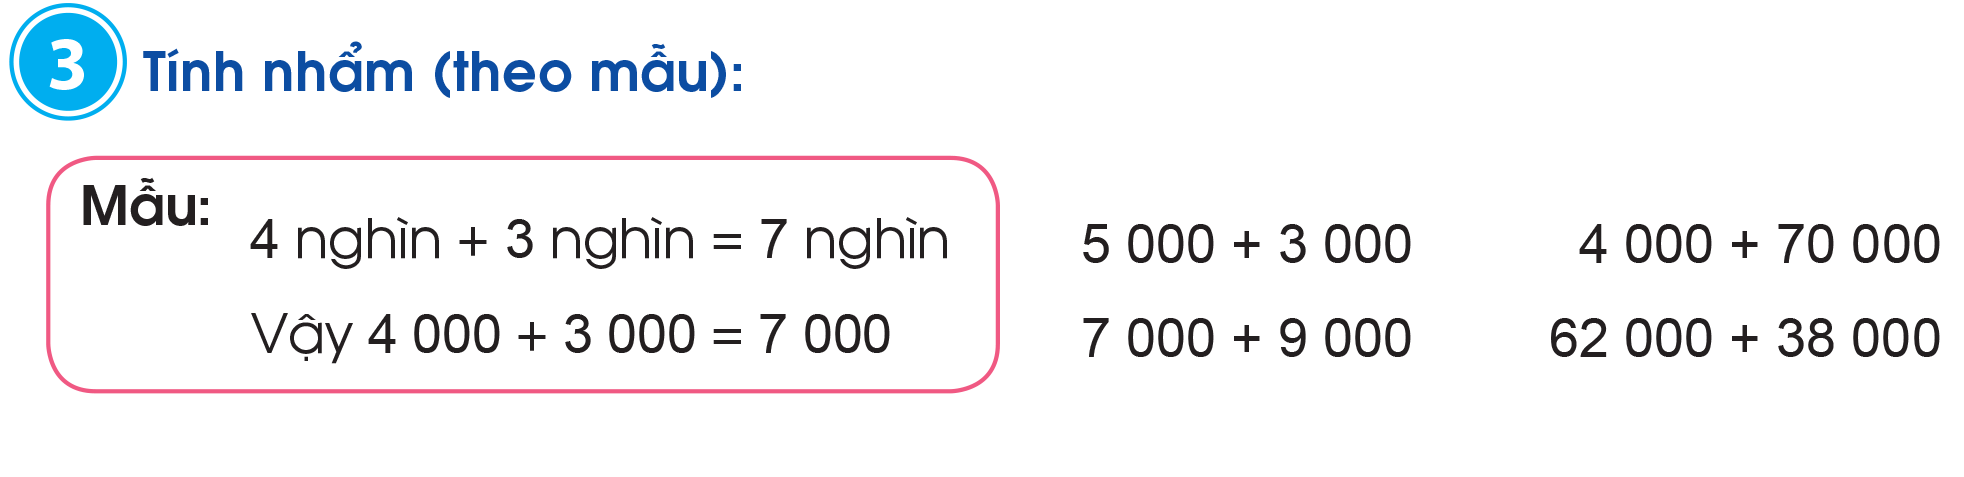 3 Tính nhẩm (theo mẫu):
Mẫu: 4 nghìn + 3 nghìn = 7 nghìn
Vậy 4 000 + 3 000 = 7 000
5 000 + 3 000 4 000 + 70 000
7 000 + 9 000 62 000 + 38 000